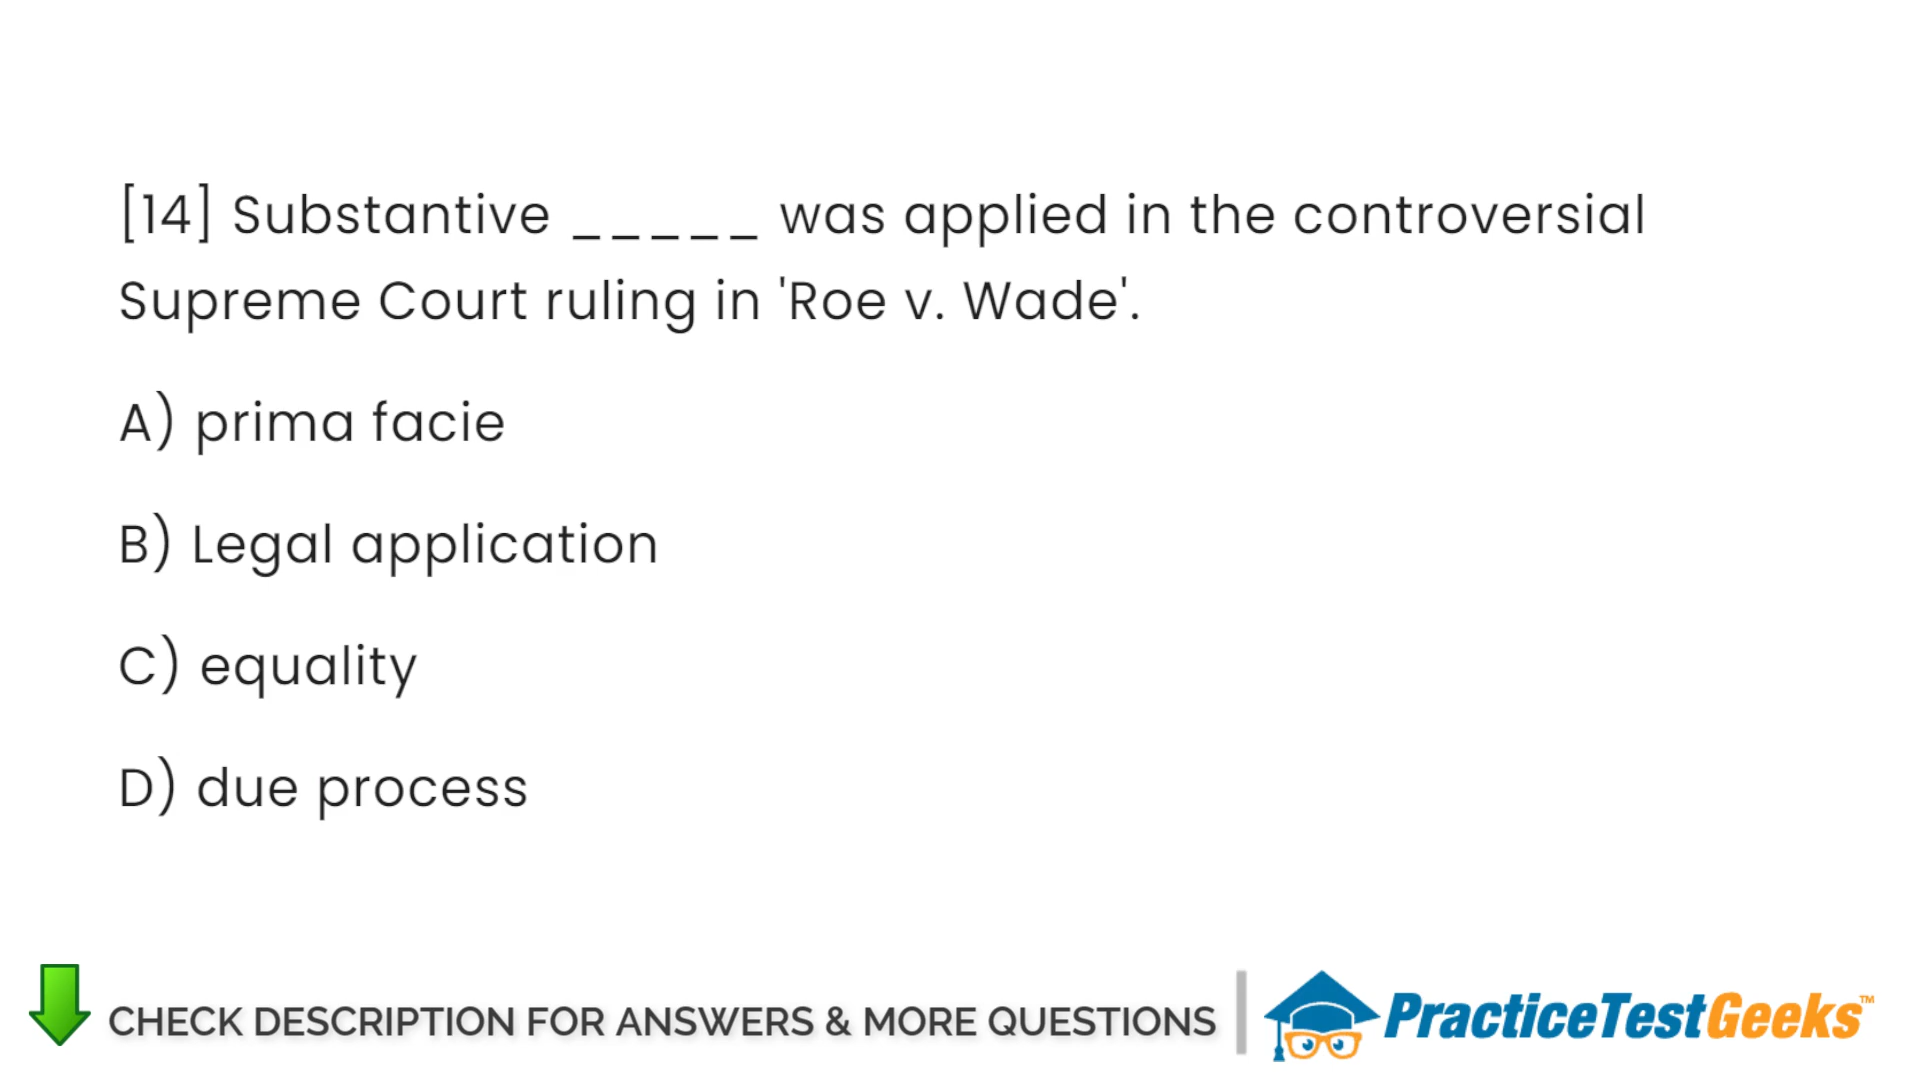 [14] Substantive _____ was applied in the controversial
Supreme Court ruling in 'Roe v. Wade'.
A) prima facie
B) Legal application
C) equality
D) due process
CHECK DESCRIPTION FOR ANSWERS & MORE QUESTIONS
PracticeTestGeeks™